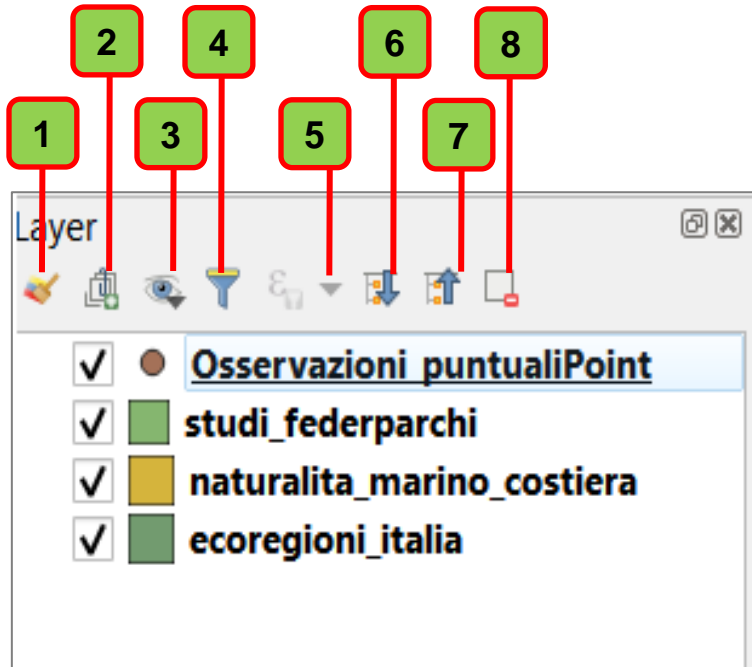 2 4 6 8
1 3 5 7
Layer
ε
Osservazioni_puntualiPoint
studi_federparchi
naturalita_marino_costiera
ecoregioni_italia